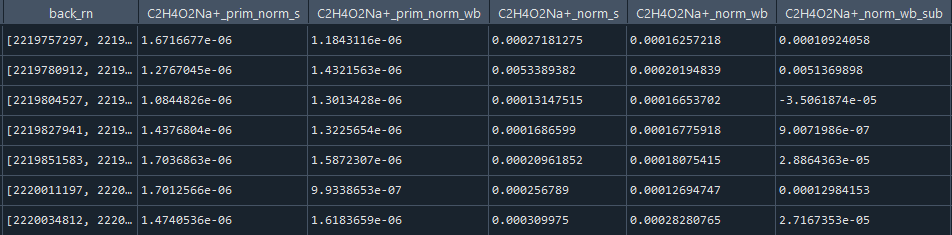 back_rn C2H4O2Na+_prim_norm_s C2H4O2Na+_prim_norm_wb C2H4O2Na+_norm_s C2H4O2Na+_norm_wb C2H4O2Na+_norm_wb_sub
[2219757297, 2219… 1.6716677e-06 1.1843116e-06 0.00027181275 0.00016257218 0.00010924058
[2219780912, 2219… 1.2767045e-06 1.4321563e-06 0.0053389382 0.00020194839 0.0051369898
[2219804527, 2219… 1.0844826e-06 1.3013428e-06 0.00013147515 0.00016653702 -3.5061874e-05
[2219827941, 2219… 1.4376804e-06 1.3225654e-06 0.0001686599 0.00016775918 9.0071986e-07
[2219851583, 2219… 1.7036863e-06 1.5872307e-06 0.00020961852 0.00018075415 2.8864363e-05
[2220011197, 2220… 1.7012566e-06 9.9338653e-07 0.000256789 0.00012694747 0.00012984153
[2220034812, 2220… 1.4740536e-06 1.6183659e-06 0.000309975 0.00028280765 2.7167353e-05